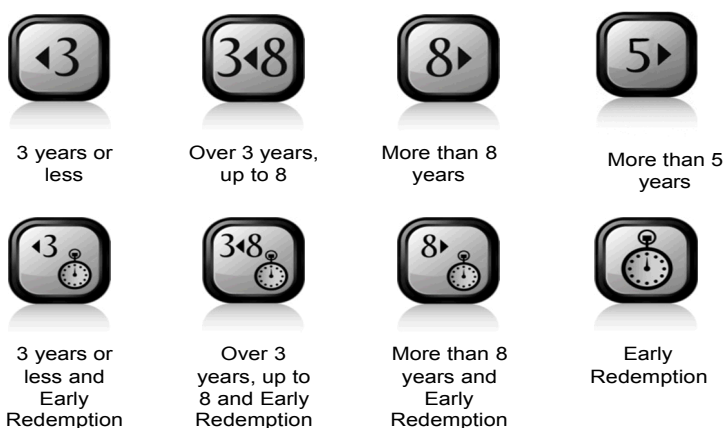 ◂3
3◂8
8▸
5▸
3 years or
less
Over 3 years,
up to 8
More than 8
years
More than 5
years
◂3
3◂8
8▸
3 years or
less and
Early
Redemption
Over 3
years, up to
8 and Early
Redemption
More than 8
years and
Early
Redemption
Early
Redemption